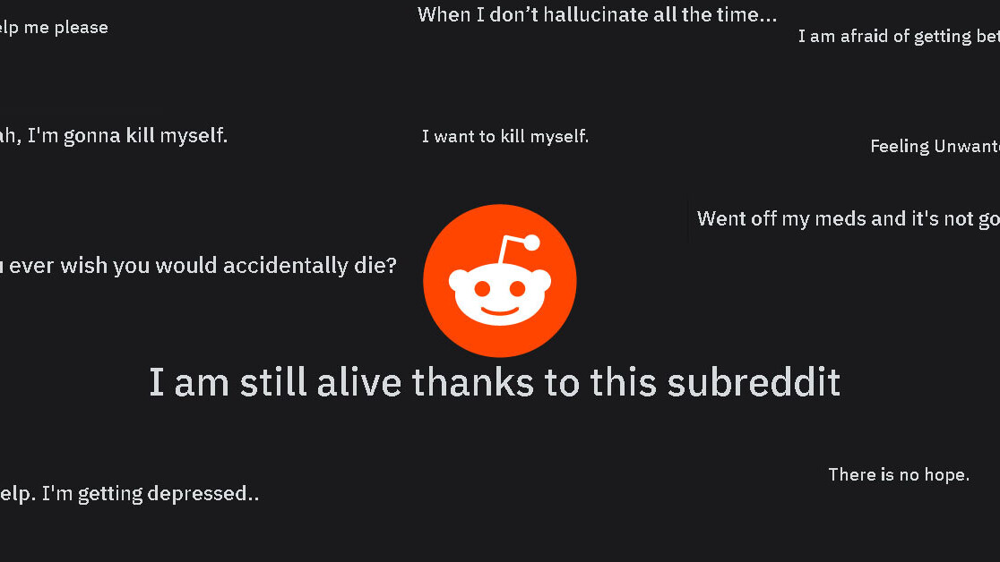 When I don’t hallucinate all the time...
elp me please
I am afraid of getting bet
ah, I'm gonna kill myself.
I want to kill myself.
Feeling Unwante
Went off my meds and it's not go
u ever wish you would accidentally die?
I am still alive thanks to this subreddit
There is no hope.
elp. I'm getting depressed..